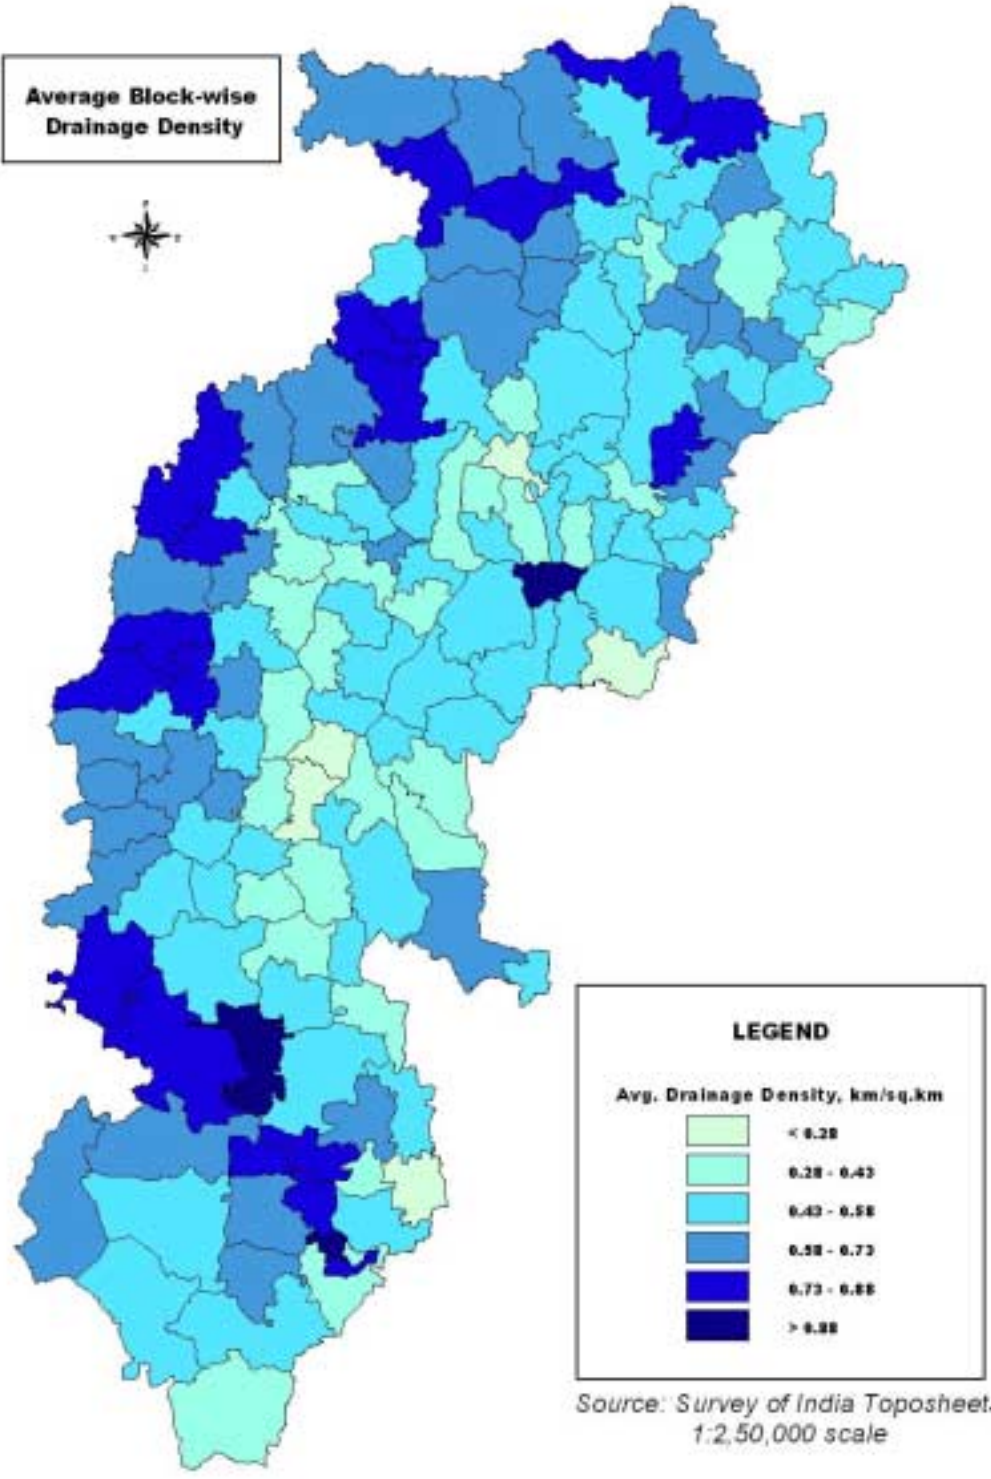 Average Block-wise
Drainage Density
LEGEND
Avg. Drainage Density, km/sq.km
< 0.28
0.28 - 0.43
0.43 - 0.58
0.58 - 0.73
0.73 - 0.88
> 0.88
Source: Survey of India Toposheets
1:2,50,000 scale